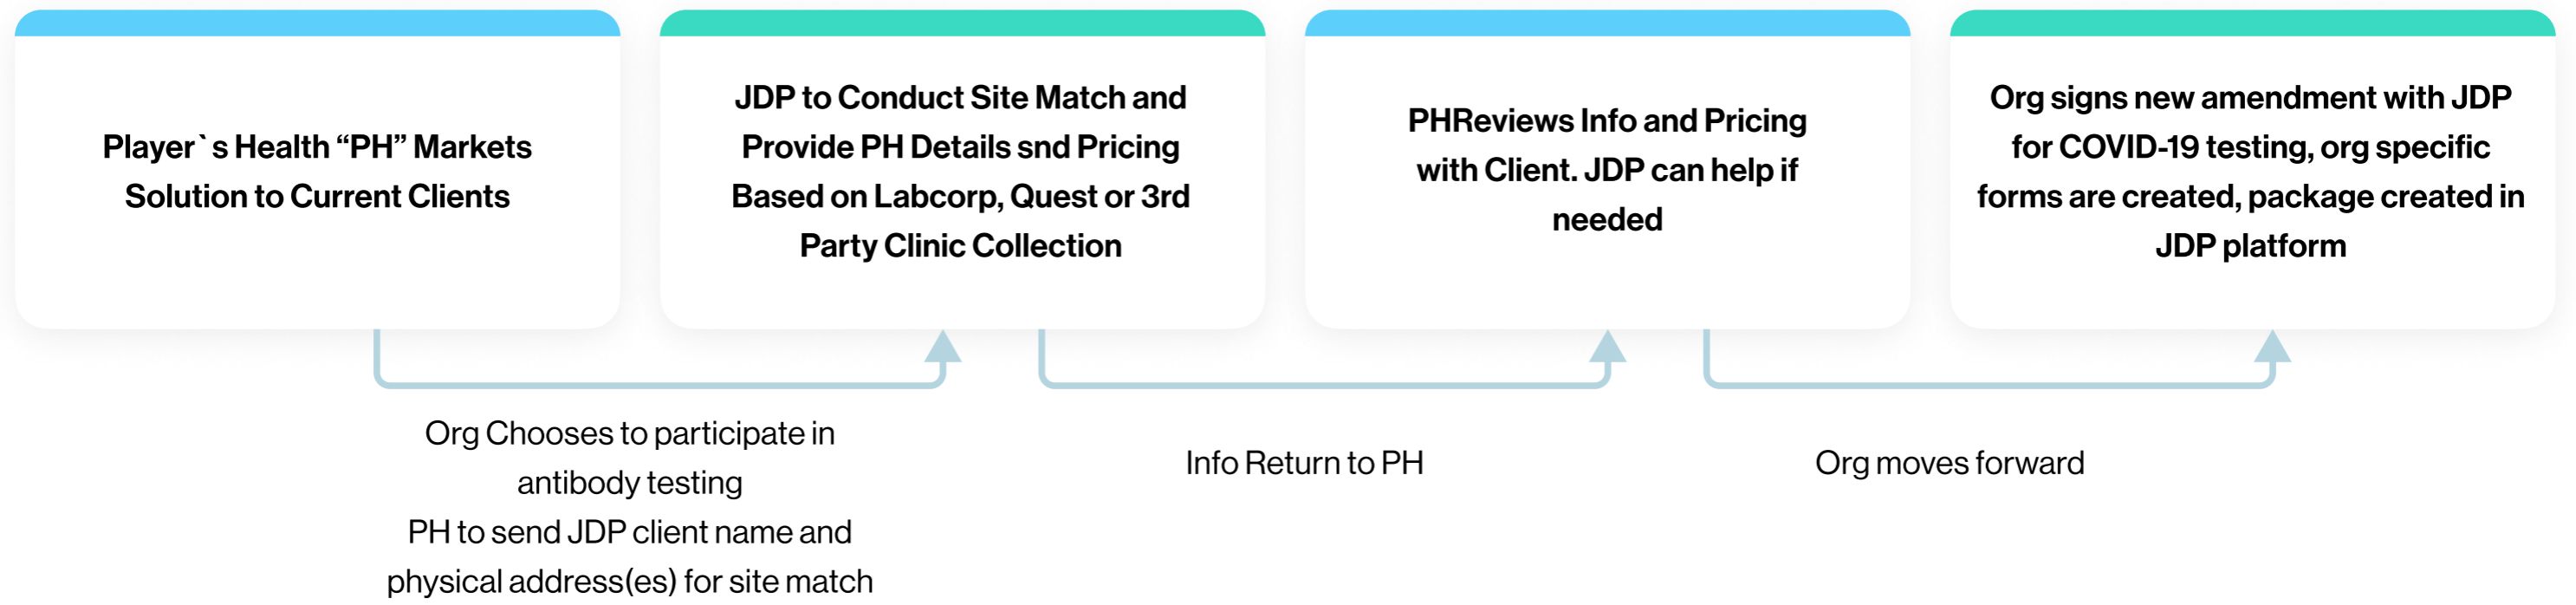 Player`s Health “PH” Markets
Solution to Current Clients
JDP to Conduct Site Match and
Provide PH Details snd Pricing
Based on Labcorp, Quest or 3rd
Party Clinic Collection
PHReviews Info and Pricing
with Client. JDP can help if
needed
Org signs new amendment with JDP
for COVID-19 testing, org specific
forms are created, package created in
JDP platform
Org Chooses to participate in
antibody testing
PH to send JDP client name and
physical address(es) for site match
Info Return to PH
Org moves forward